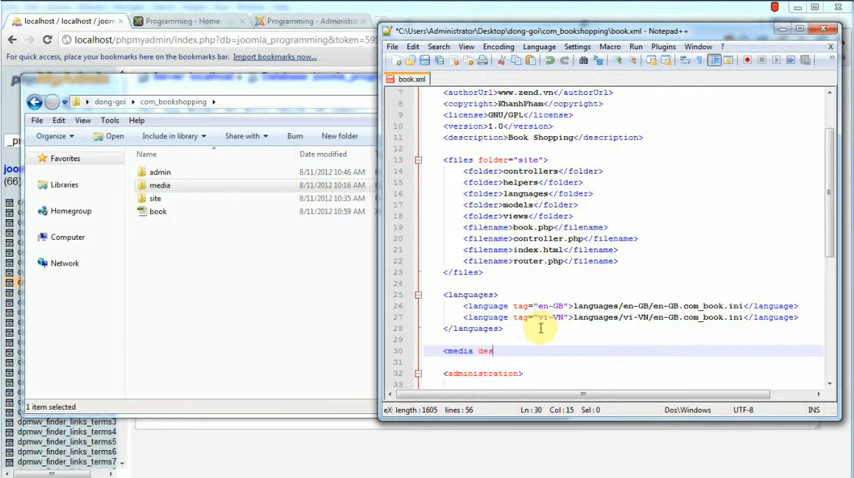 localhost / localhost / joom
Programming - Home
Programming - Administra
localhost/phpmyadmin/index.php?db=joomla_programming&token=599
For quick access, place your bookmarks here on the bookmarks bar.
Import bookmarks now...
(66)
dpmwv_finder_links_terms3
dpmwv_finder_links_terms4
dpmwv_finder_links_terms5
dpmwv_finder_links_terms6
dpmwv_finder_links_terms7
dong-goi
com_bookshopping
File Edit View Tools Help
Organize
Open
Include in library
Share with
Burn
New folder
Favorites
Libraries
Homegroup
Computer
Network
Name
Date modified
admin
8/11/2012 10:46 AM
media
8/11/2012 10:16 AM
site
8/11/2012 10:35 AM
book
8/11/2012 10:59 AM
1 item selected
*C:\Users\Administrator\Desktop\dong-goi\com_bookshopping\book.xml - Notepad++
File Edit Search View Encoding Language Settings Macro Run Plugins Window ?
book.xml
7 <authorUrl>www.zend.vn</authorUrl>
8 <copyright>KhanhPham</copyright>
9 <license>GNU/GPL</license>
10 <version>1.0</version>
11 <description>Book Shopping</description>
12
13 <files folder="site">
14 <folder>controllers</folder>
15 <folder>helpers</folder>
16 <folder>languages</folder>
17 <folder>models</folder>
18 <folder>views</folder>
19 <filename>book.php</filename>
20 <filename>controller.php</filename>
21 <filename>index.html</filename>
22 <filename>router.php</filename>
23 </files>
24
25 <languages>
26 <language tag="en-GB">languages/en-GB/en-GB.com_book.ini</language>
27 <language tag="vi-VN">languages/vi-VN/en-GB.com_book.ini</language>
28 </languages>
29
30 <media des
31
32 <administration>
33
eX: length : 1605 lines : 56
Ln : 30 Col : 15 Sel : 0
Dos\Windows
UTF-8
INS